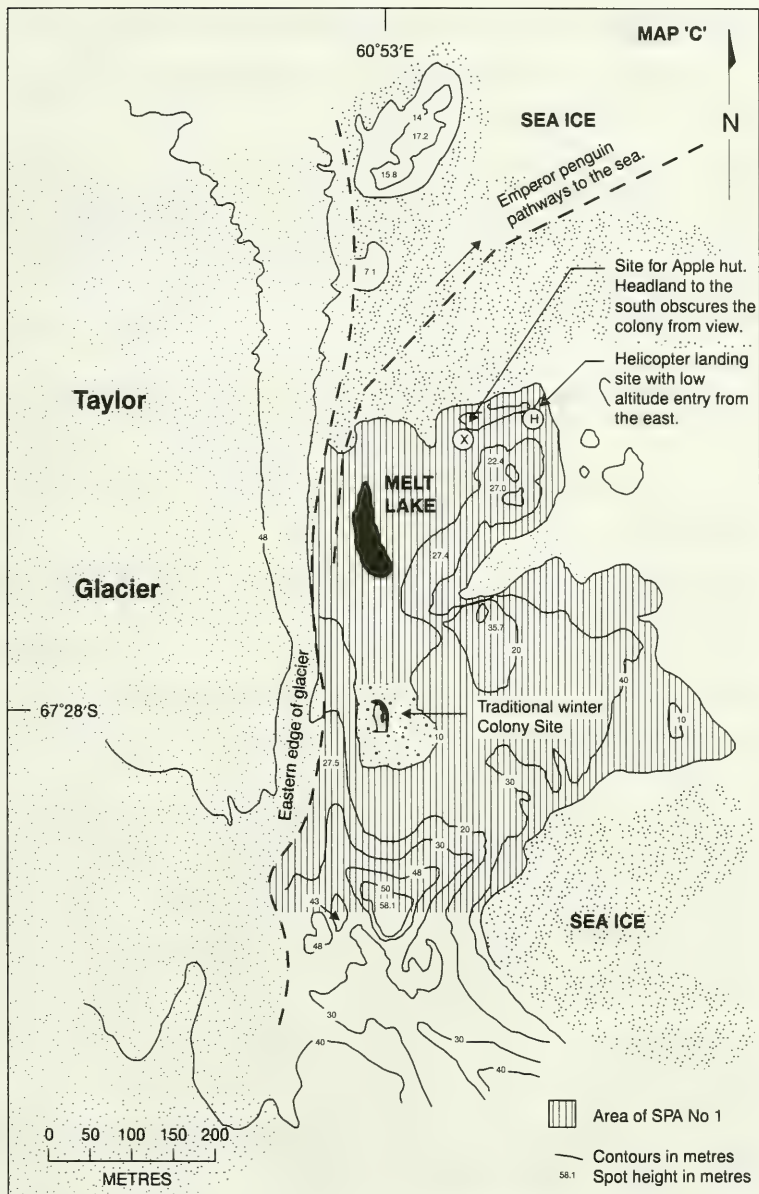 MAP 'C'
60°53'E
N
SEA ICE
14
17.2
15.8
Emperor penguin
pathways to the sea.
7.1
Site for Apple hut.
Headland to the
south obscures the
colony from view.
Helicopter landing
site with low
altitude entry from
the east.
Taylor
H
X
22.4
27.0
MELT
LAKE
48
27.4
Glacier
35.7
20
40
67°28'S
Traditional winter
Colony Site
10
10
Eastern edge of glacier
27.5
30
20
30
48
50
58.1
43
48
SEA ICE
30
30
40
40
Area of SPA No 1
0 50 100 150 200
METRES
Contours in metres
58.1 Spot height in metres